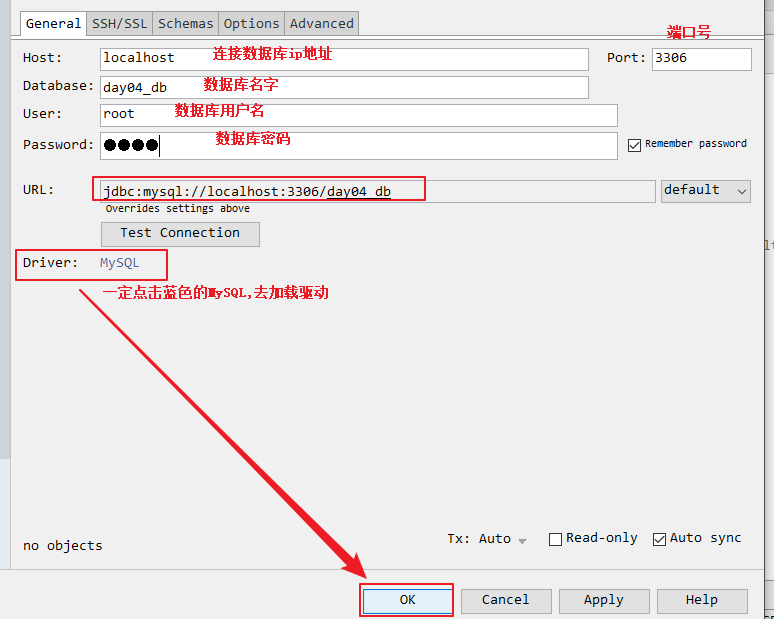 General SSH/SSL Schemas Options Advanced
端口号
Host: localhost 连接数据库ip地址 Port: 3306
Database: day04_db 数据库名字
User: root 数据库用户名
Password: ●●●● 数据库密码 Remember password
URL: jdbc:mysql://localhost:3306/day04_db default
Overrides settings above
Test Connection
Driver: MySQL
一定点击蓝色的MySQL,去加载驱动
no objects Tx: Auto Read-only Auto sync
OK Cancel Apply Help